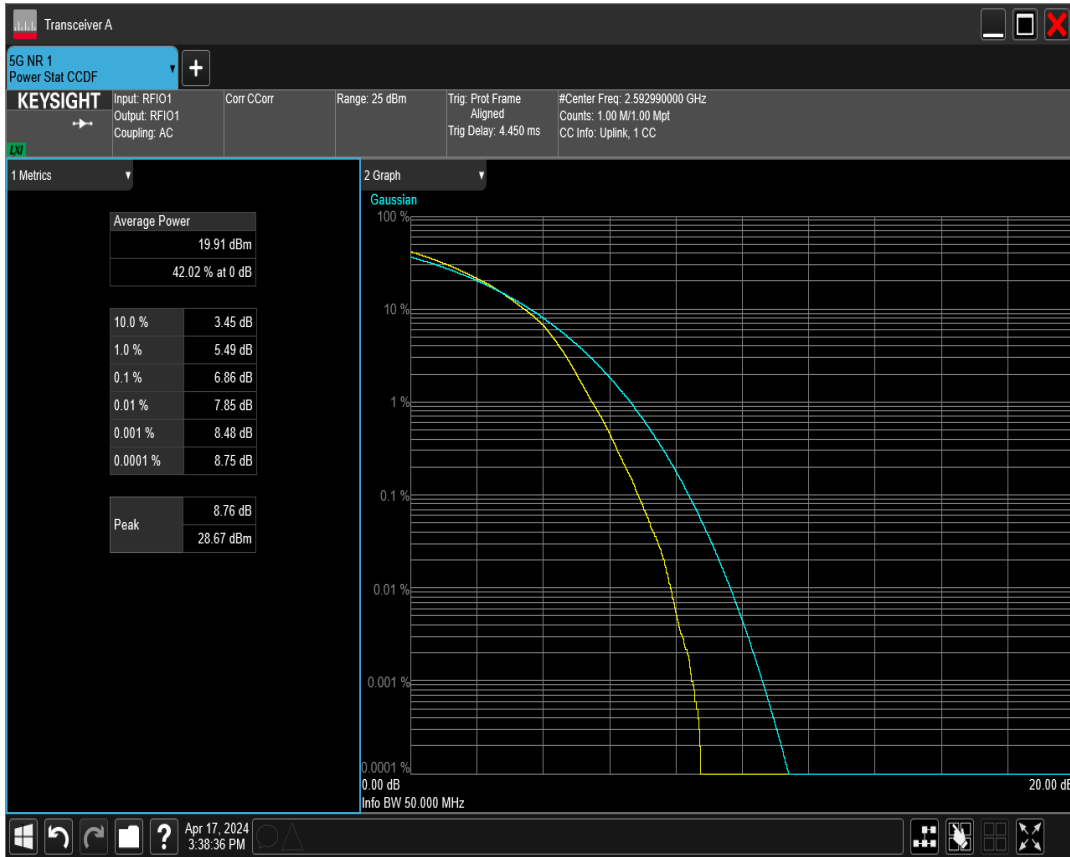 Transceiver A
5G NR 1
Power Stat CCDF
+
KEYSIGHT
LXI
Input: RFIO1
Output: RFIO1
Coupling: AC
Corr CCorr
Range: 25 dBm
Trig: Prot Frame
Aligned
Trig Delay: 4.450 ms
#Center Freq: 2.592990000 GHz
Counts: 1.00 M/1.00 Mpt
CC Info: Uplink, 1 CC
1 Metrics
Average Power
19.91 dBm
42.02 % at 0 dB
10.0 % 3.45 dB
1.0 % 5.49 dB
0.1 % 6.86 dB
0.01 % 7.85 dB
0.001 % 8.48 dB
0.0001 % 8.75 dB
Peak 8.76 dB
28.67 dBm
2 Graph
Gaussian
100 %
10 %
1 %
0.1 %
0.01 %
0.001 %
0.0001 %
0.00 dB 20.00 dB
Info BW 50.000 MHz
?
Apr 17, 2024
3:38:36 PM